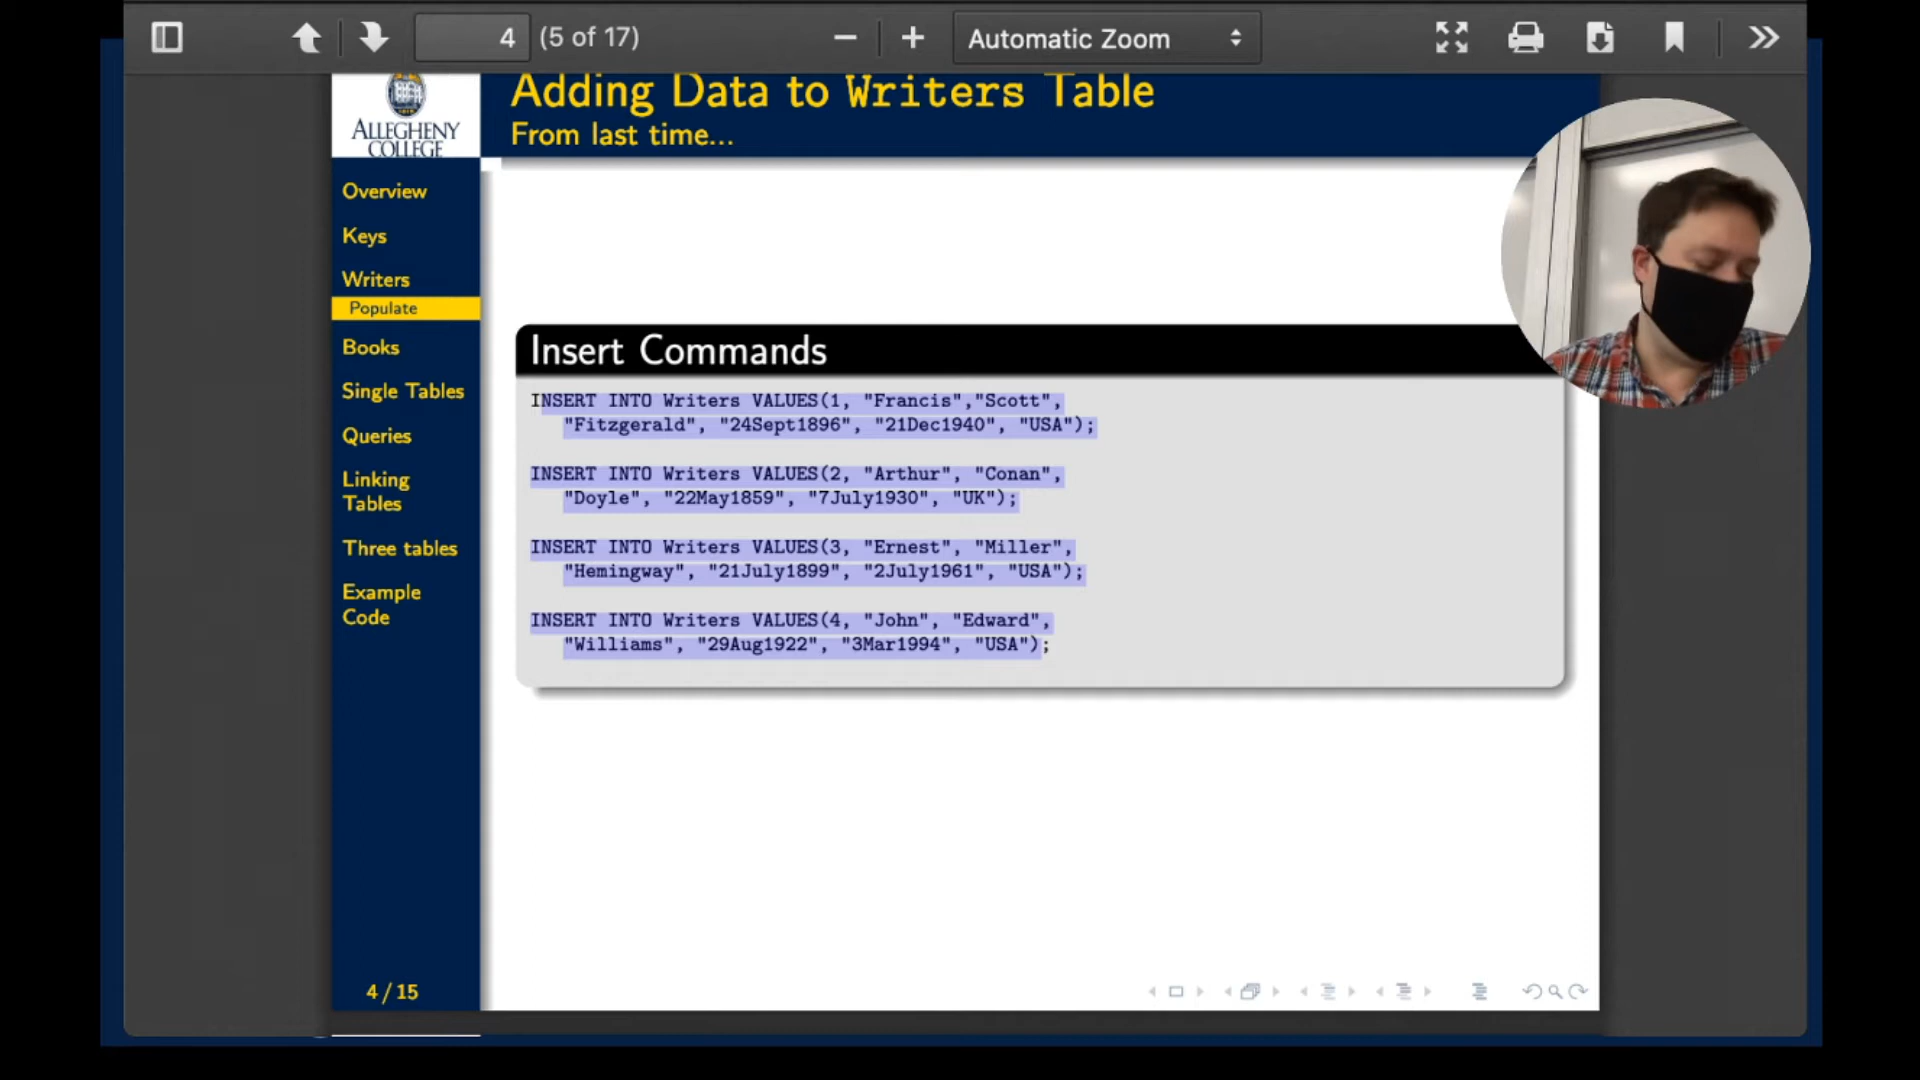 4 (5 of 17)
Automatic Zoom
ALLEGHENY
COLLEGE
Adding Data to Writers Table
From last time...
Overview
Keys
Writers
Populate
Books
Single Tables
Queries
Linking
Tables
Three tables
Example
Code
4 / 15
Insert Commands
INSERT INTO Writers VALUES(1, "Francis","Scott",
"Fitzgerald", "24Sept1896", "21Dec1940", "USA");
INSERT INTO Writers VALUES(2, "Arthur", "Conan",
"Doyle", "22May1859", "7July1930", "UK");
INSERT INTO Writers VALUES(3, "Ernest", "Miller",
"Hemingway", "21July1899", "2July1961", "USA");
INSERT INTO Writers VALUES(4, "John", "Edward",
"Williams", "29Aug1922", "3Mar1994", "USA");